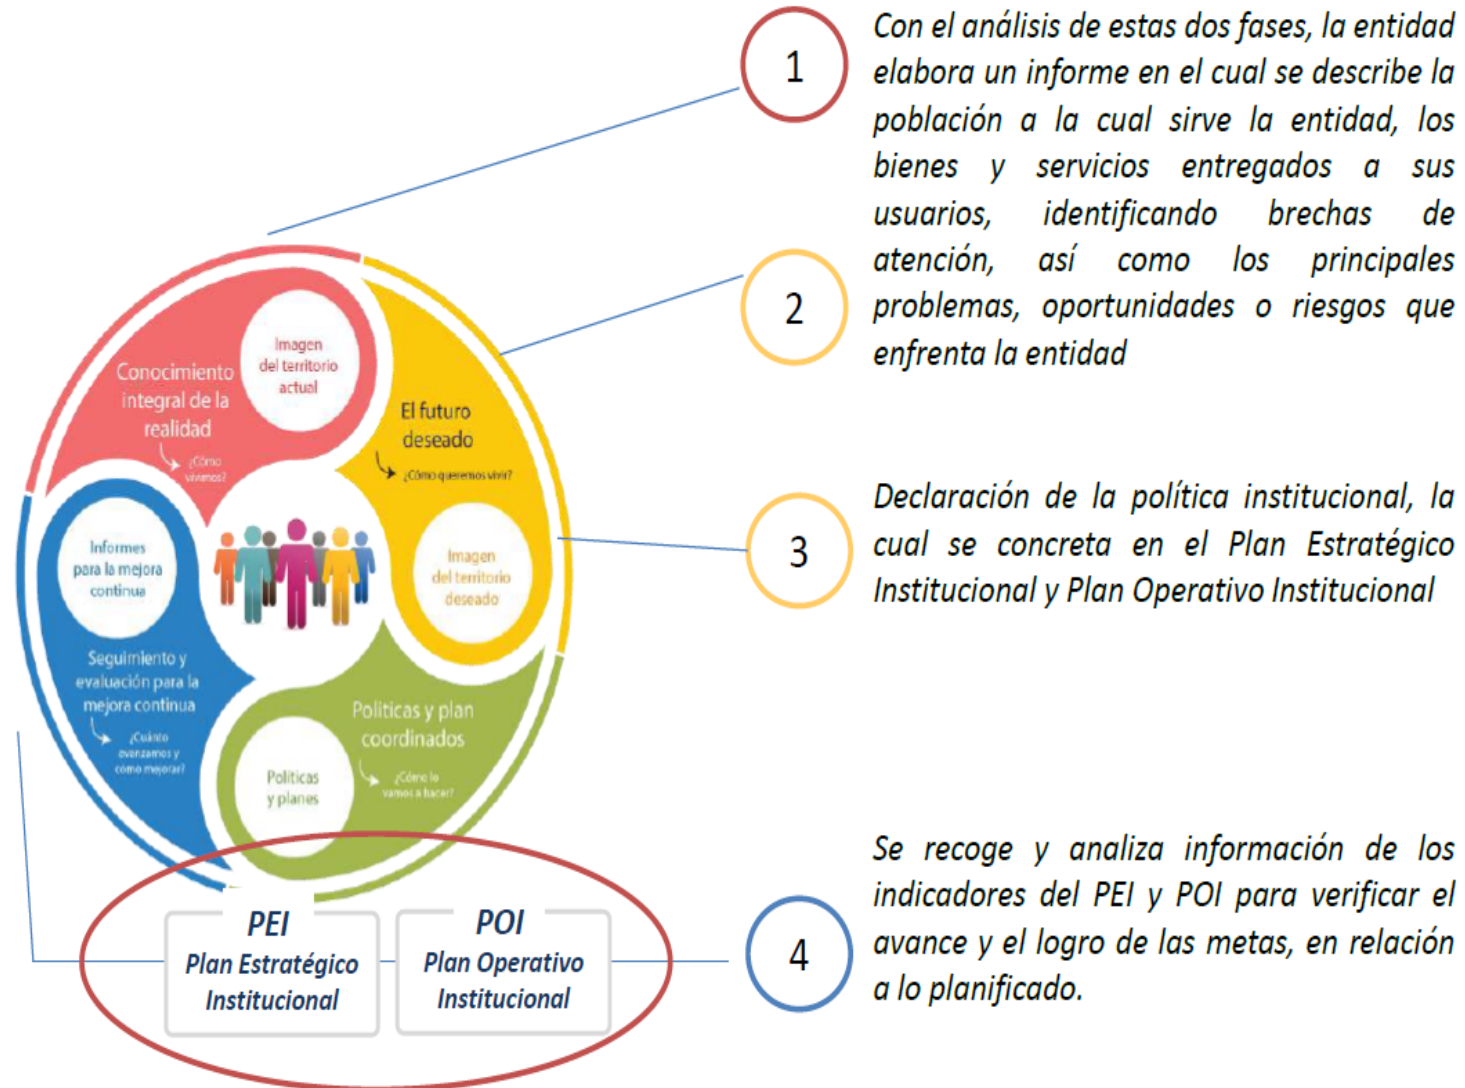 1
Con el análisis de estas dos fases, la entidad
elabora un informe en el cual se describe la
población a la cual sirve la entidad, los
bienes y servicios entregados a sus
usuarios, identificando brechas de
atención, así como los principales
problemas, oportunidades o riesgos que
enfrenta la entidad
2
Imagen
del territorio
actual
Conocimiento
integral de la
realidad
¿Cómo
vivimos?
El futuro
deseado
¿Cómo queremos vivir?
Imagen
del territorio
deseado
3
Declaración de la política institucional, la
cual se concreta en el Plan Estratégico
Institucional y Plan Operativo Institucional
Informes
para la mejora
continua
Seguimiento y
evaluación para la
mejora continua
¿Cuánto
avanzamos y
cómo mejorar?
Políticas y plan
coordinados
¿Cómo lo
vamos a hacer?
Políticas
y planes
PEI
Plan Estratégico
Institucional
POI
Plan Operativo
Institucional
4
Se recoge y analiza información de los
indicadores del PEI y POI para verificar el
avance y el logro de las metas, en relación
a lo planificado.